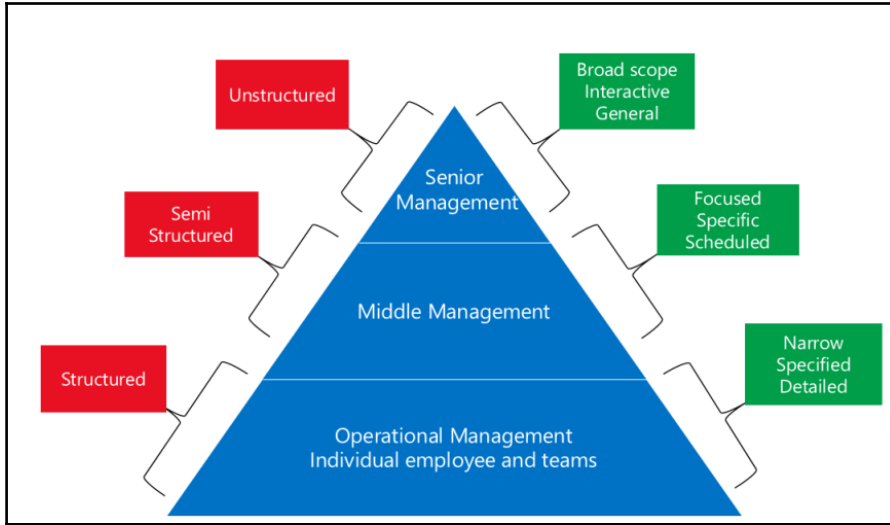 Unstructured
Broad scope
Interactive
General
Senior
Management
Semi
Structured
Focused
Specific
Scheduled
Middle Management
Structured
Narrow
Specified
Detailed
Operational Management
Individual employee and teams